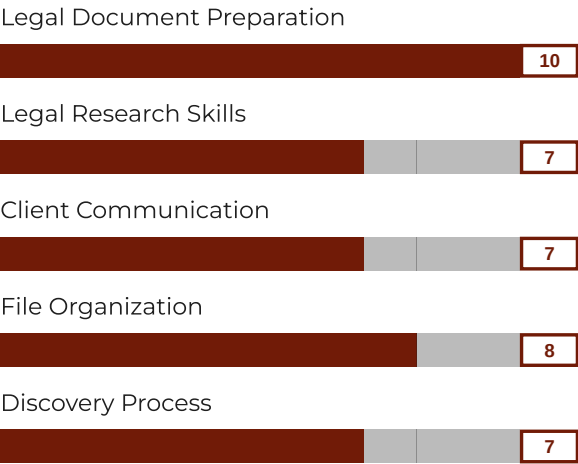 Legal Document Preparation
10
Legal Research Skills
7
Client Communication
7
File Organization
8
Discovery Process
7